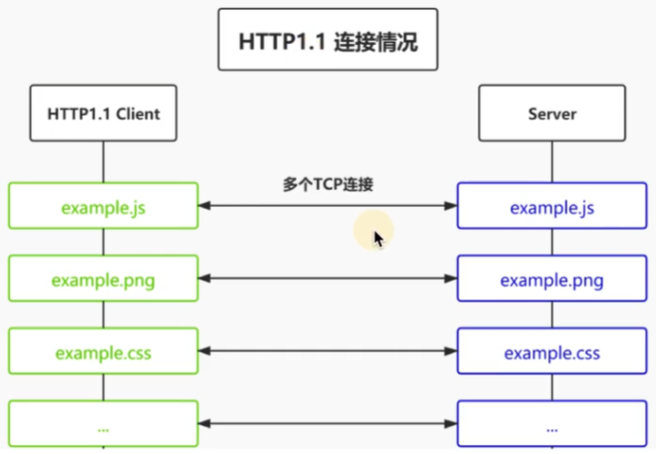 HTTP1.1 连接情况
HTTP1.1 Client
Server
多个TCP连接
example.js
example.js
example.png
example.png
example.css
example.css
...
...